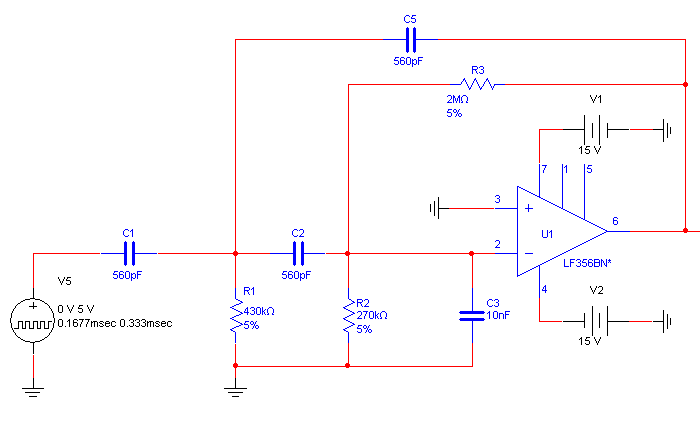 C5
560pF
R3
2MΩ
5%
V1
15 V
7
1
5
3
+
U1
6
2
−
LF356BN*
4
V2
15 V
C1
560pF
C2
560pF
V5
+
0 V 5 V
0.1677msec 0.333msec
R1
430kΩ
5%
R2
270kΩ
5%
C3
10nF